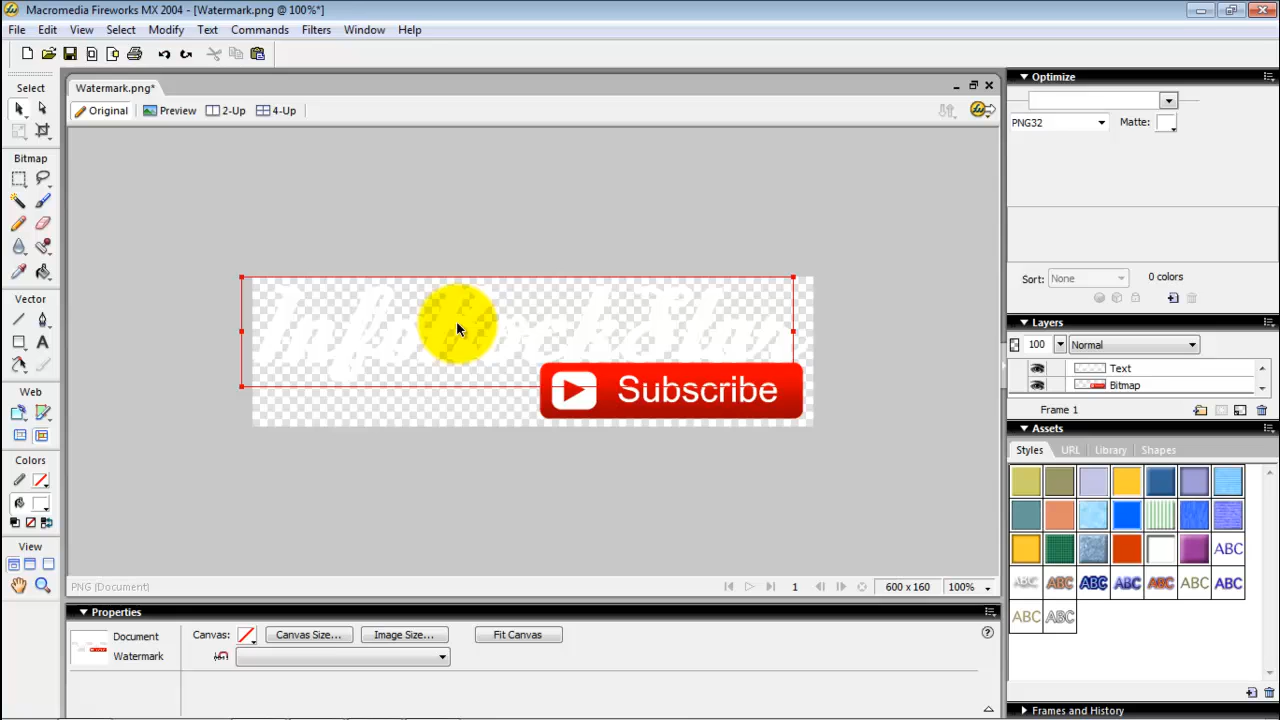 Macromedia Fireworks MX 2004 - [Watermark.png @ 100%*]
File Edit View Select Modify Text Commands Filters Window Help
Select
Watermark.png*
Original Preview 2-Up 4-Up
Bitmap
Vector
Web
Colors
View
Subscribe
PNG (Document)
1
600 x 160
100%
Properties
Document
Watermark
Canvas:
Canvas Size...
Image Size...
Fit Canvas
Optimize
PNG32
Matte:
Sort: None
0 colors
Layers
100 Normal
Text
Bitmap
Frame 1
Assets
Styles URL Library Shapes
ABC
ABC ABC ABC ABC ABC ABC ABC
ABC ABC
Frames and History